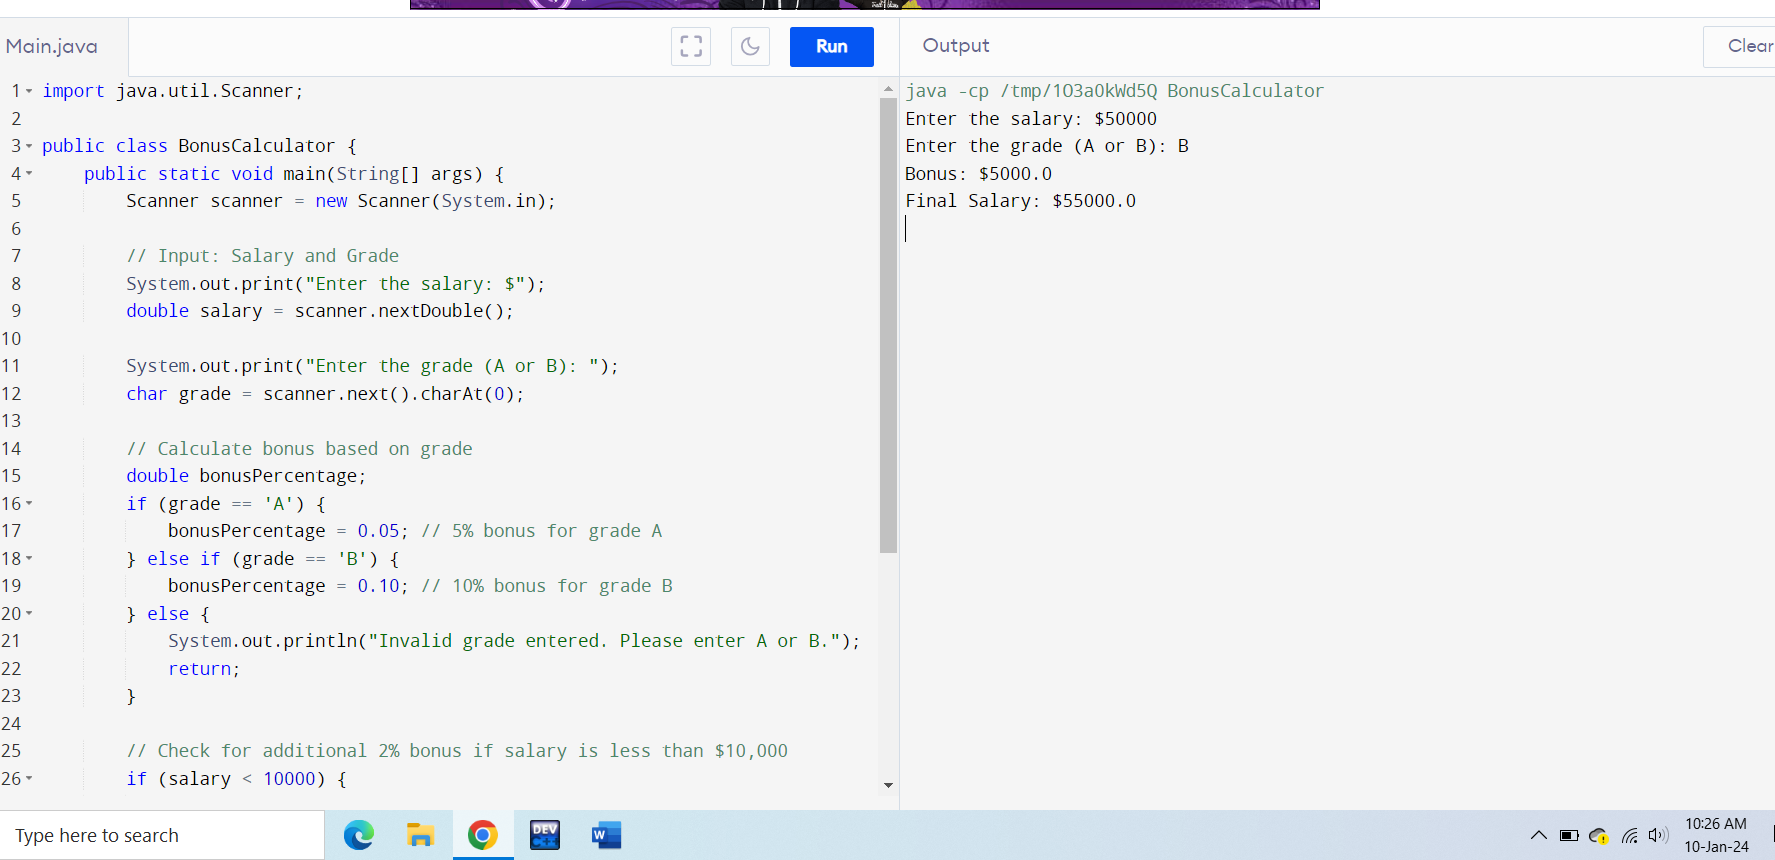 Main.java
Run
Output
Clear
1 import java.util.Scanner;
2
3 public class BonusCalculator {
4 public static void main(String[] args) {
5 Scanner scanner = new Scanner(System.in);
6
7 // Input: Salary and Grade
8 System.out.print("Enter the salary: $");
9 double salary = scanner.nextDouble();
10
11 System.out.print("Enter the grade (A or B): ");
12 char grade = scanner.next().charAt(0);
13
14 // Calculate bonus based on grade
15 double bonusPercentage;
16 if (grade == 'A') {
17 bonusPercentage = 0.05; // 5% bonus for grade A
18 } else if (grade == 'B') {
19 bonusPercentage = 0.10; // 10% bonus for grade B
20 } else {
21 System.out.println("Invalid grade entered. Please enter A or B.");
22 return;
23 }
24
25 // Check for additional 2% bonus if salary is less than $10,000
26 if (salary < 10000) {
java -cp /tmp/1O3a0kWd5Q BonusCalculator
Enter the salary: $50000
Enter the grade (A or B): B
Bonus: $5000.0
Final Salary: $55000.0
Type here to search
DEV
C++
W
10:26 AM
10-Jan-24